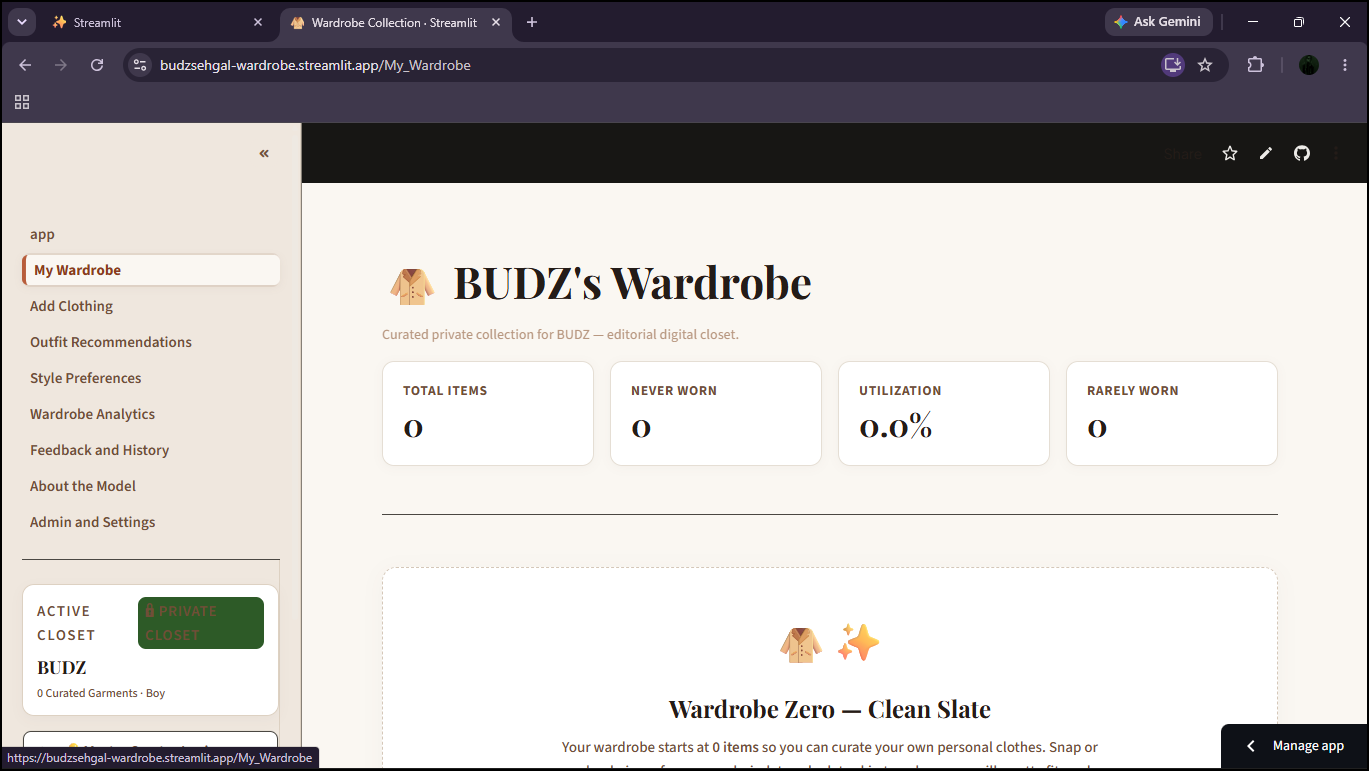 Streamlit
Wardrobe Collection · Streamlit
Ask Gemini
budzsehgal-wardrobe.streamlit.app/My_Wardrobe
Share
app
My Wardrobe
Add Clothing
Outfit Recommendations
Style Preferences
Wardrobe Analytics
Feedback and History
About the Model
Admin and Settings
ACTIVE CLOSET
PRIVATE CLOSET
BUDZ
0 Curated Garments · Boy
https://budzsehgal-wardrobe.streamlit.app/My_Wardrobe
BUDZ's Wardrobe
Curated private collection for BUDZ — editorial digital closet.
TOTAL ITEMS
0
NEVER WORN
0
UTILIZATION
0.0%
RARELY WORN
0
Wardrobe Zero — Clean Slate
Your wardrobe starts at 0 items so you can curate your own personal clothes. Snap or
Manage app